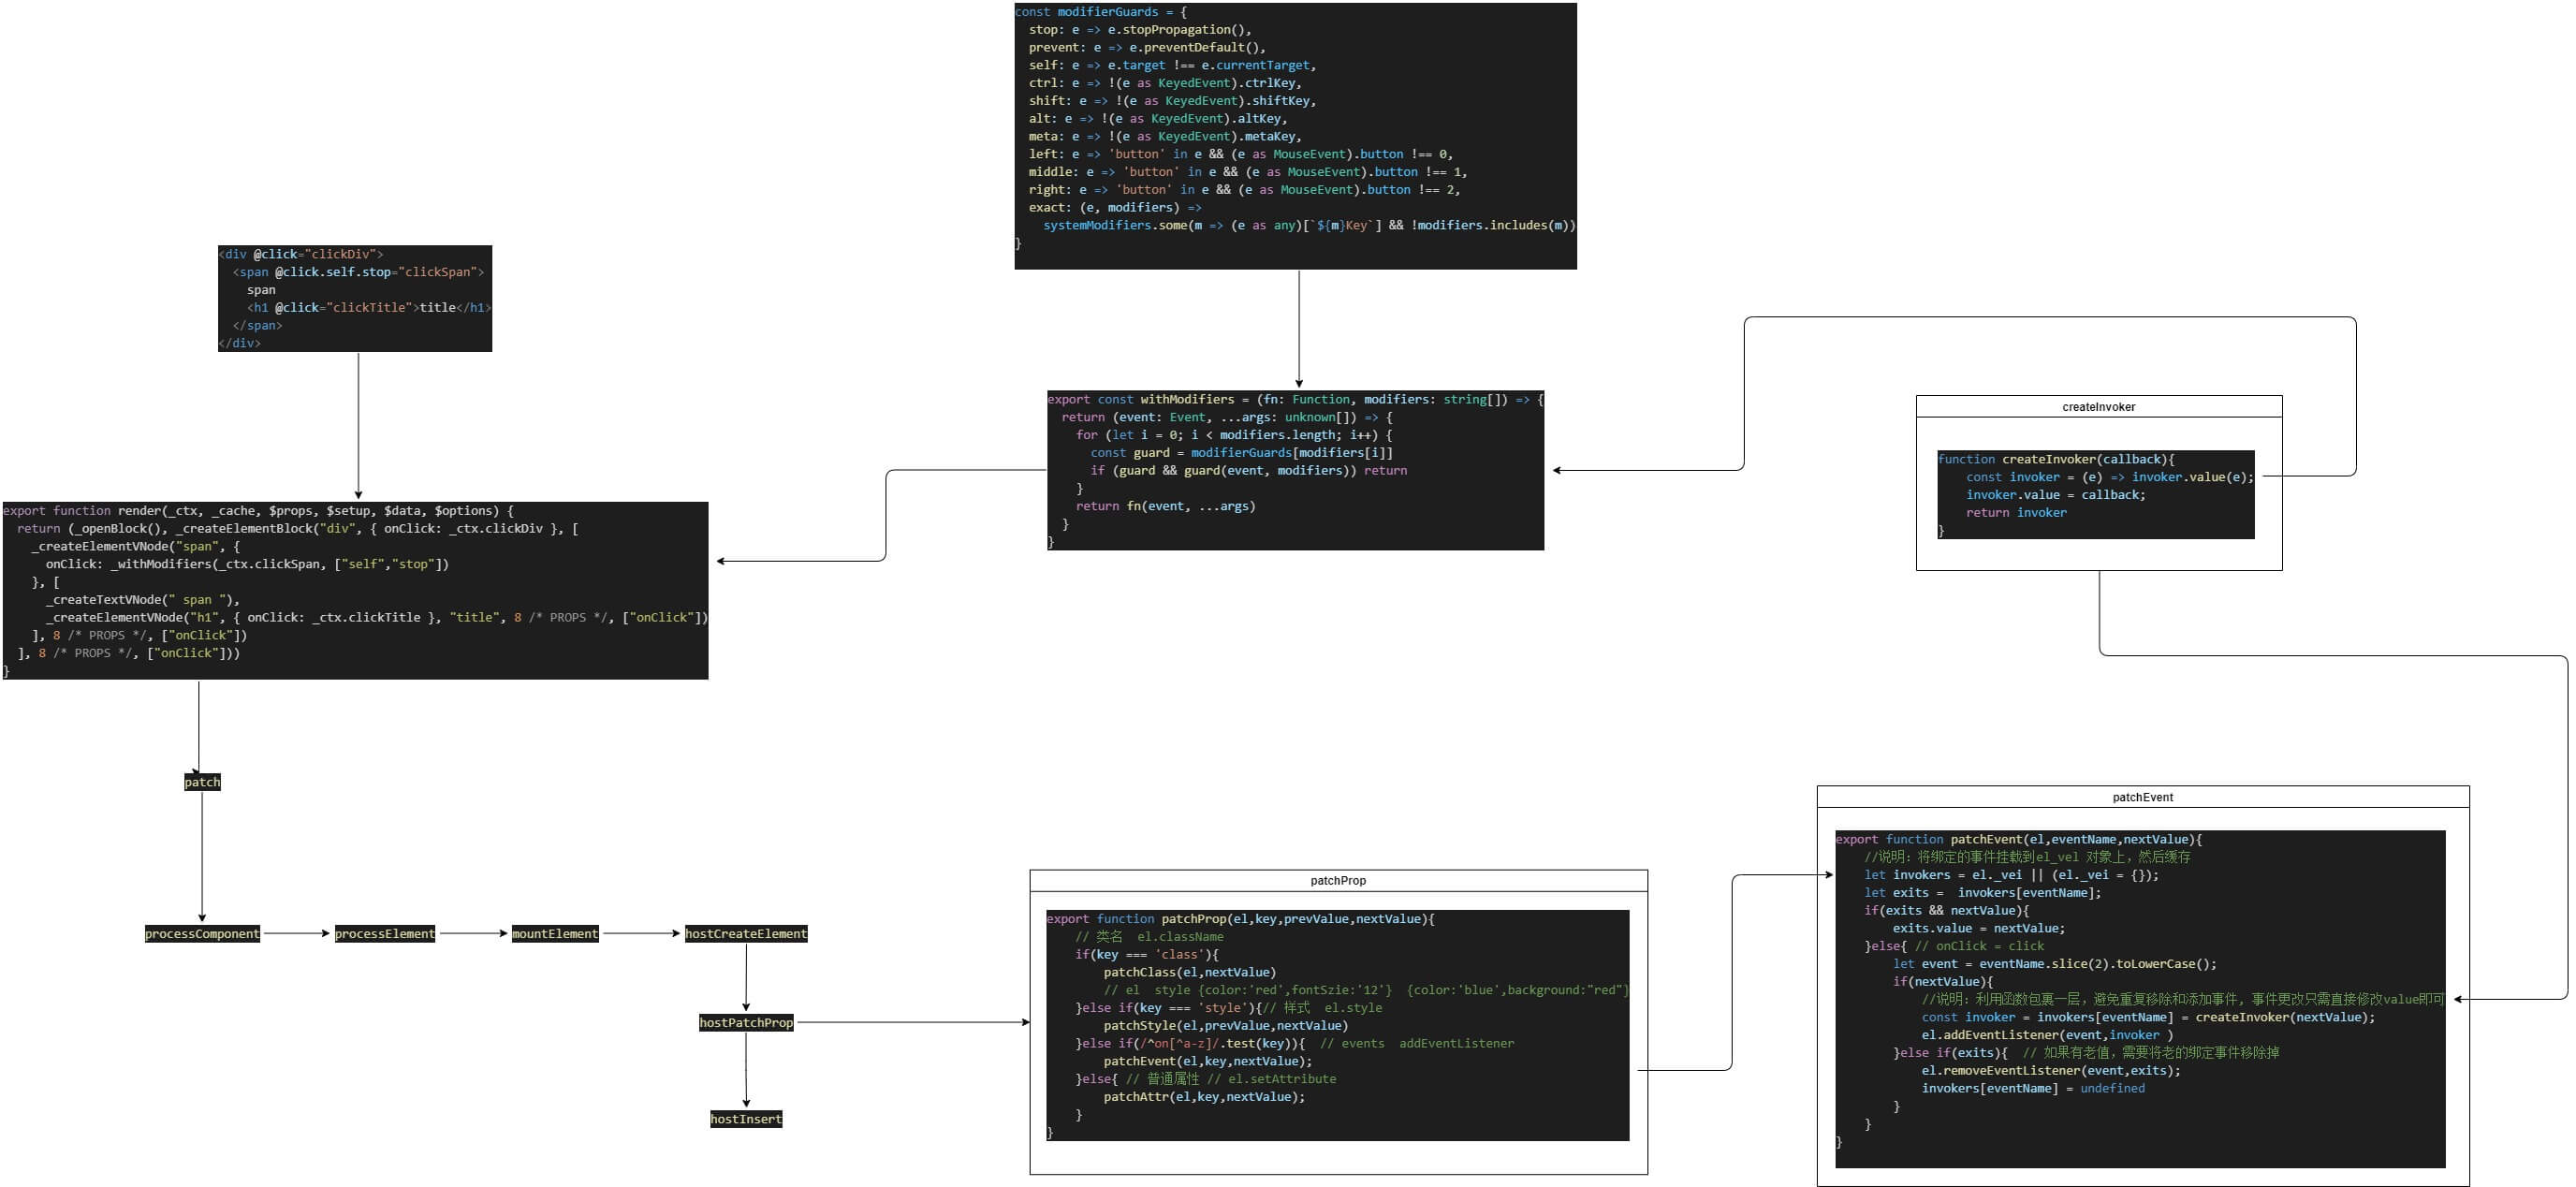 const modifierGuards = {
  stop: e => e.stopPropagation(),
  prevent: e => e.preventDefault(),
  self: e => e.target !== e.currentTarget,
  ctrl: e => !(e as KeyedEvent).ctrlKey,
  shift: e => !(e as KeyedEvent).shiftKey,
  alt: e => !(e as KeyedEvent).altKey,
  meta: e => !(e as KeyedEvent).metaKey,
  left: e => 'button' in e && (e as MouseEvent).button !== 0,
  middle: e => 'button' in e && (e as MouseEvent).button !== 1,
  right: e => 'button' in e && (e as MouseEvent).button !== 2,
  exact: (e, modifiers) =>
    systemModifiers.some(m => (e as any)[`${m}Key`] && !modifiers.includes(m))
}
<div @click="clickDiv">
  <span @click.self.stop="clickSpan">
    span
    <h1 @click="clickTitle">title</h1>
  </span>
</div>
export const withModifiers = (fn: Function, modifiers: string[]) => {
  return (event: Event, ...args: unknown[]) => {
    for (let i = 0; i < modifiers.length; i++) {
      const guard = modifierGuards[modifiers[i]]
      if (guard && guard(event, modifiers)) return
    }
    return fn(event, ...args)
  }
}
createInvoker
function createInvoker(callback){
    const invoker = (e) => invoker.value(e);
    invoker.value = callback;
    return invoker
}
export function render(_ctx, _cache, $props, $setup, $data, $options) {
  return (_openBlock(), _createElementBlock("div", { onClick: _ctx.clickDiv }, [
    _createElementVNode("span", {
      onClick: _withModifiers(_ctx.clickSpan, ["self","stop"])
    }, [
      _createTextVNode(" span "),
      _createElementVNode("h1", { onClick: _ctx.clickTitle }, "title", 8 /* PROPS */, ["onClick"])
    ], 8 /* PROPS */, ["onClick"])
  ], 8 /* PROPS */, ["onClick"]))
}
patch
processComponent
processElement
mountElement
hostCreateElement
hostPatchProp
hostInsert
patchProp
export function patchProp(el,key,prevValue,nextValue){
    // 类名  el.className
    if(key === 'class'){
        patchClass(el,nextValue)
        // el  style {color:'red',fontSzie:'12'}  {color:'blue',background:"red"}
    }else if(key === 'style'){// 样式  el.style
        patchStyle(el,prevValue,nextValue)
    }else if(/^on[^a-z]/.test(key)){  // events  addEventListener
        patchEvent(el,key,nextValue);
    }else{ // 普通属性 // el.setAttribute
        patchAttr(el,key,nextValue);
    }
}
patchEvent
export function patchEvent(el,eventName,nextValue){
    //说明：将绑定的事件挂载到el_vel 对象上，然后缓存
    let invokers = el._vei || (el._vei = {});
    let exits =  invokers[eventName];
    if(exits && nextValue){
        exits.value = nextValue;
    }else{ // onClick = click
        let event = eventName.slice(2).toLowerCase();
        if(nextValue){
            //说明：利用函数包裹一层，避免重复移除和添加事件, 事件更改只需直接修改value即可
            const invoker = invokers[eventName] = createInvoker(nextValue);
            el.addEventListener(event,invoker )
        }else if(exits){  // 如果有老值，需要将老的绑定事件移除掉
            el.removeEventListener(event,exits);
            invokers[eventName] = undefined
        }
    }
}